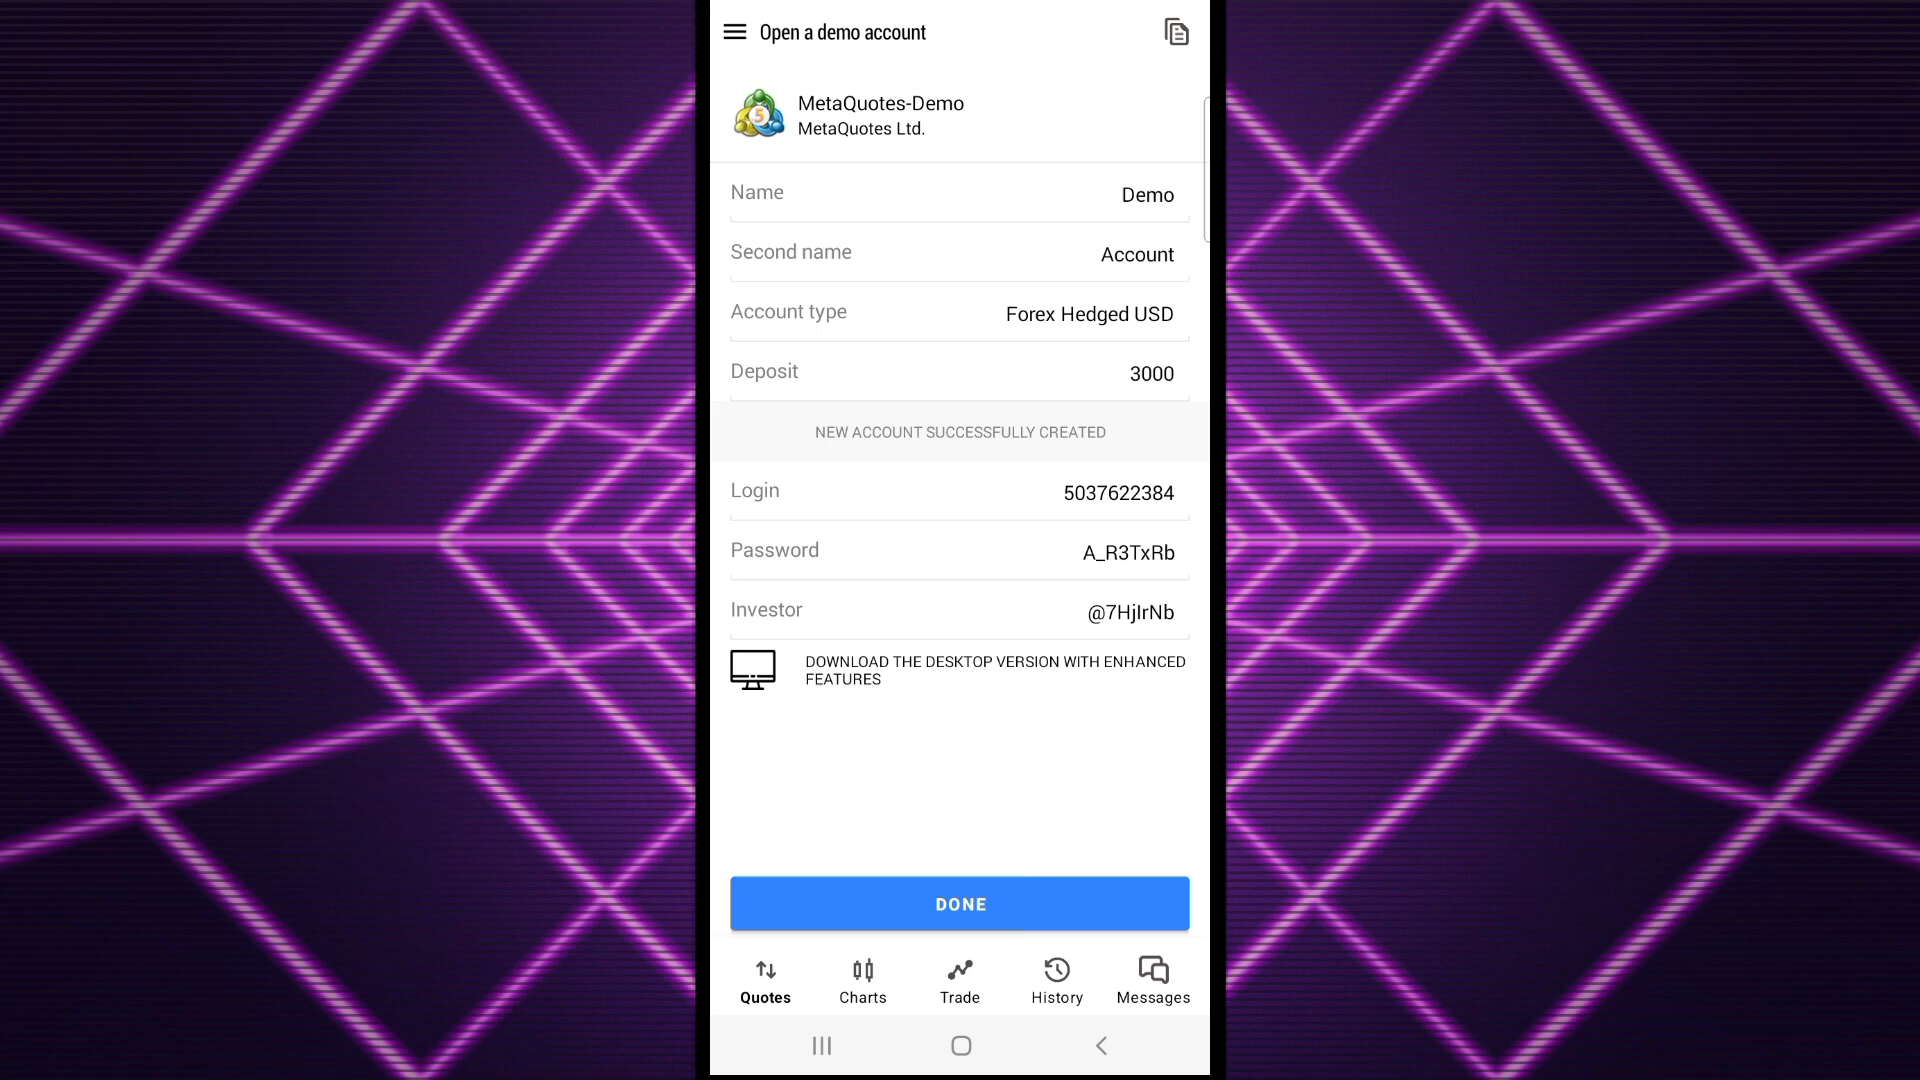 Open a demo account
5
MetaQuotes-Demo
MetaQuotes Ltd.
Name Demo
Second name Account
Account type Forex Hedged USD
Deposit 3000
NEW ACCOUNT SUCCESSFULLY CREATED
Login 5037622384
Password A_R3TxRb
Investor @7HjIrNb
DOWNLOAD THE DESKTOP VERSION WITH ENHANCED
FEATURES
DONE
Quotes Charts Trade History Messages